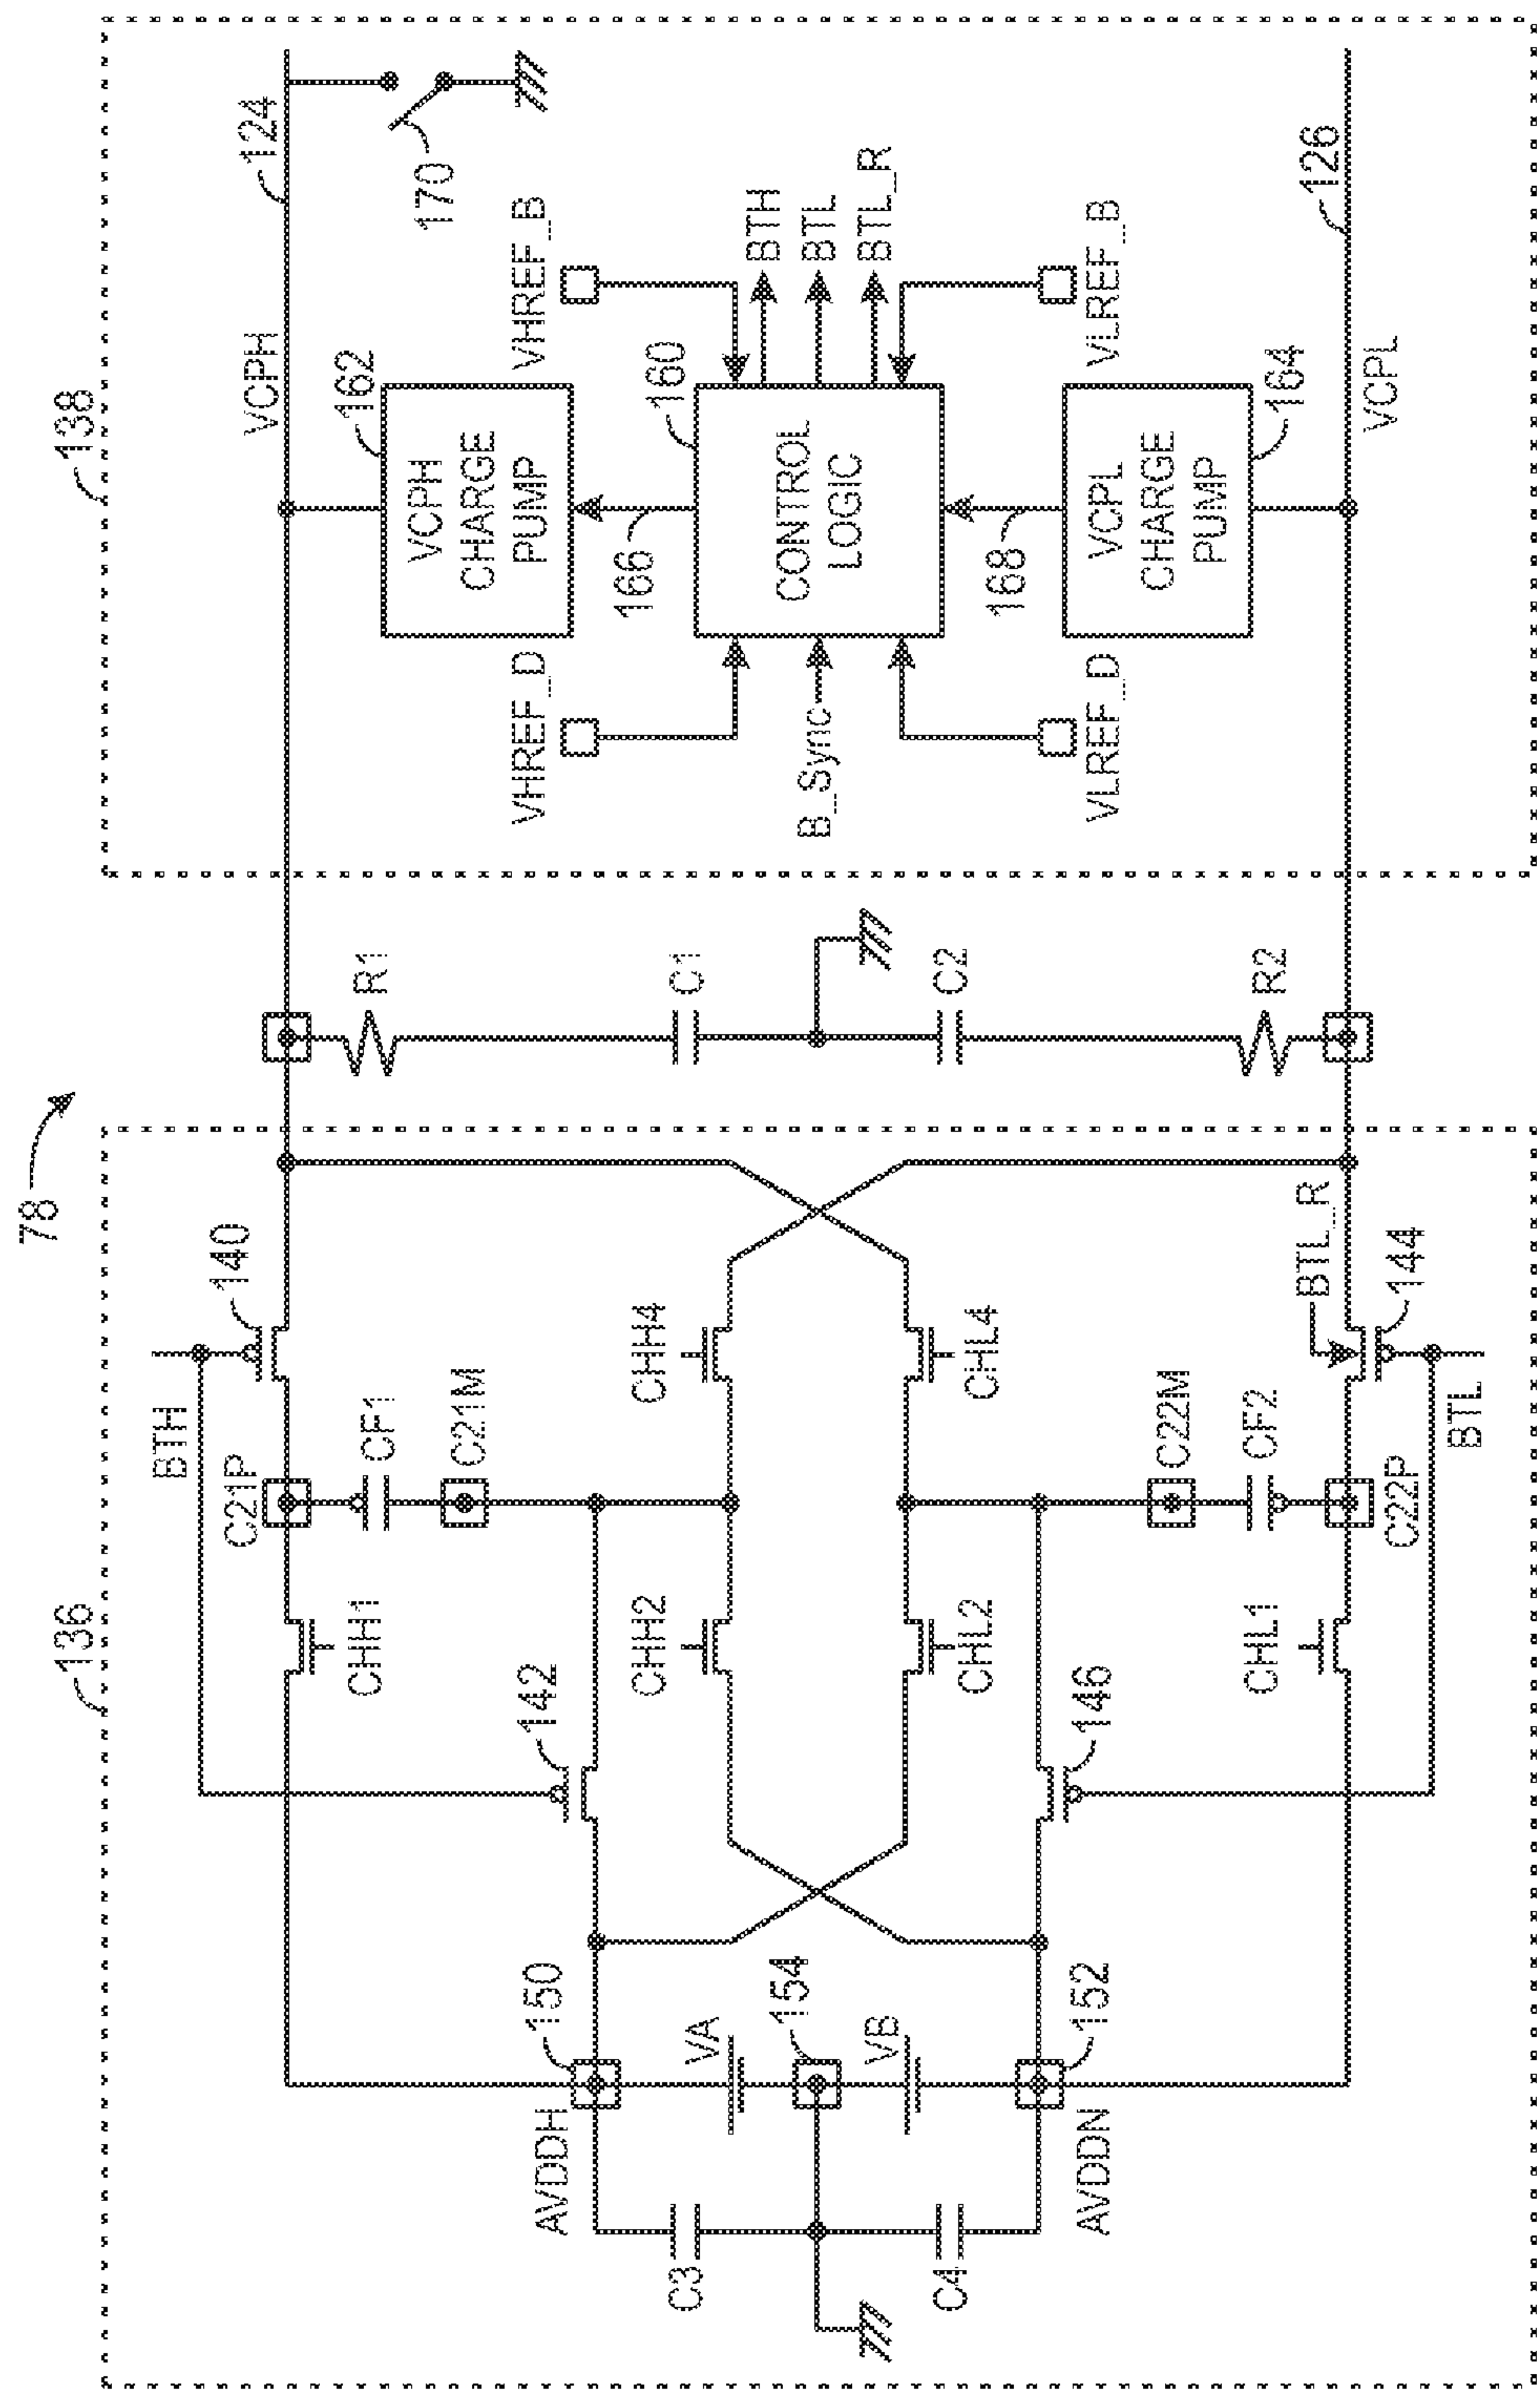 78
136
138
BTH
140
VCPH
124
C21P
CHH1
CF1
C21M
R1
162
VCPH
CHARGE
PUMP
170
142
AVDDH
150
VHREF_D
VHREF_B
166
CHH2
CHH4
C3
VA
C1
160
BTH
154
B_Sync
CONTROL
LOGIC
BTL
BTL_R
VB
C4
CHL2
CHL4
C2
168
AVDDN
152
146
VLREF_D
VLREF_B
VCPL
CHARGE
PUMP
C22M
CHL1
CF2
R2
164
BTL_R
126
C22P
144
VCPL
BTL